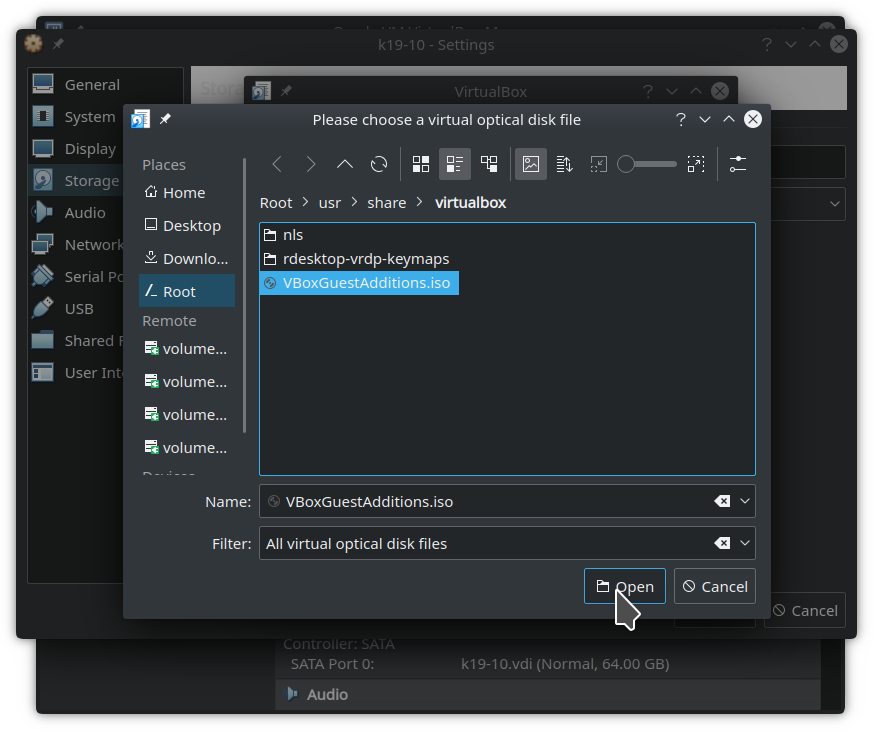 k19-10 - Settings
General
System
Display
Storage
Audio
Network
Serial Po
USB
Shared F
User Int
VirtualBox
Please choose a virtual optical disk file
Places
Home
Desktop
Downlo...
Root
Remote
volume...
volume...
volume...
volume...
Devices
Root > usr > share > virtualbox
nls
rdesktop-vrdp-keymaps
VBoxGuestAdditions.iso
Name: VBoxGuestAdditions.iso
Filter: All virtual optical disk files
Open Cancel
Cancel
Controller: SATA
SATA Port 0: k19-10.vdi (Normal, 64.00 GB)
Audio